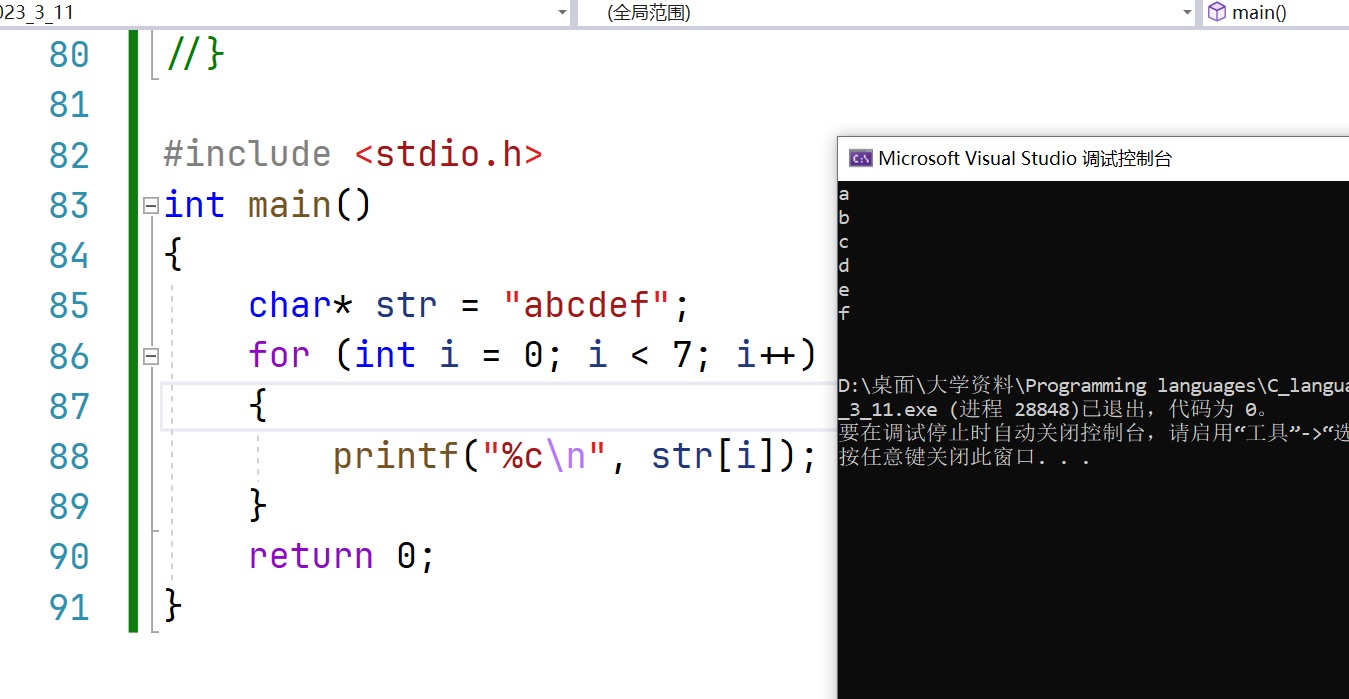 023_3_11 (全局范围) main()
80 //}
81
82 #include <stdio.h>
83 int main()
84 {
85 char* str = "abcdef";
86 for (int i = 0; i < 7; i++)
87 {
88 printf("%c\n", str[i]);
89 }
90 return 0;
91 }
Microsoft Visual Studio 调试控制台
a
b
c
d
e
f
D:\桌面\大学资料\Programming languages\C_langua
_3_11.exe (进程 28848)已退出，代码为 0。
要在调试停止时自动关闭控制台，请启用“工具”->“选
按任意键关闭此窗口. . .